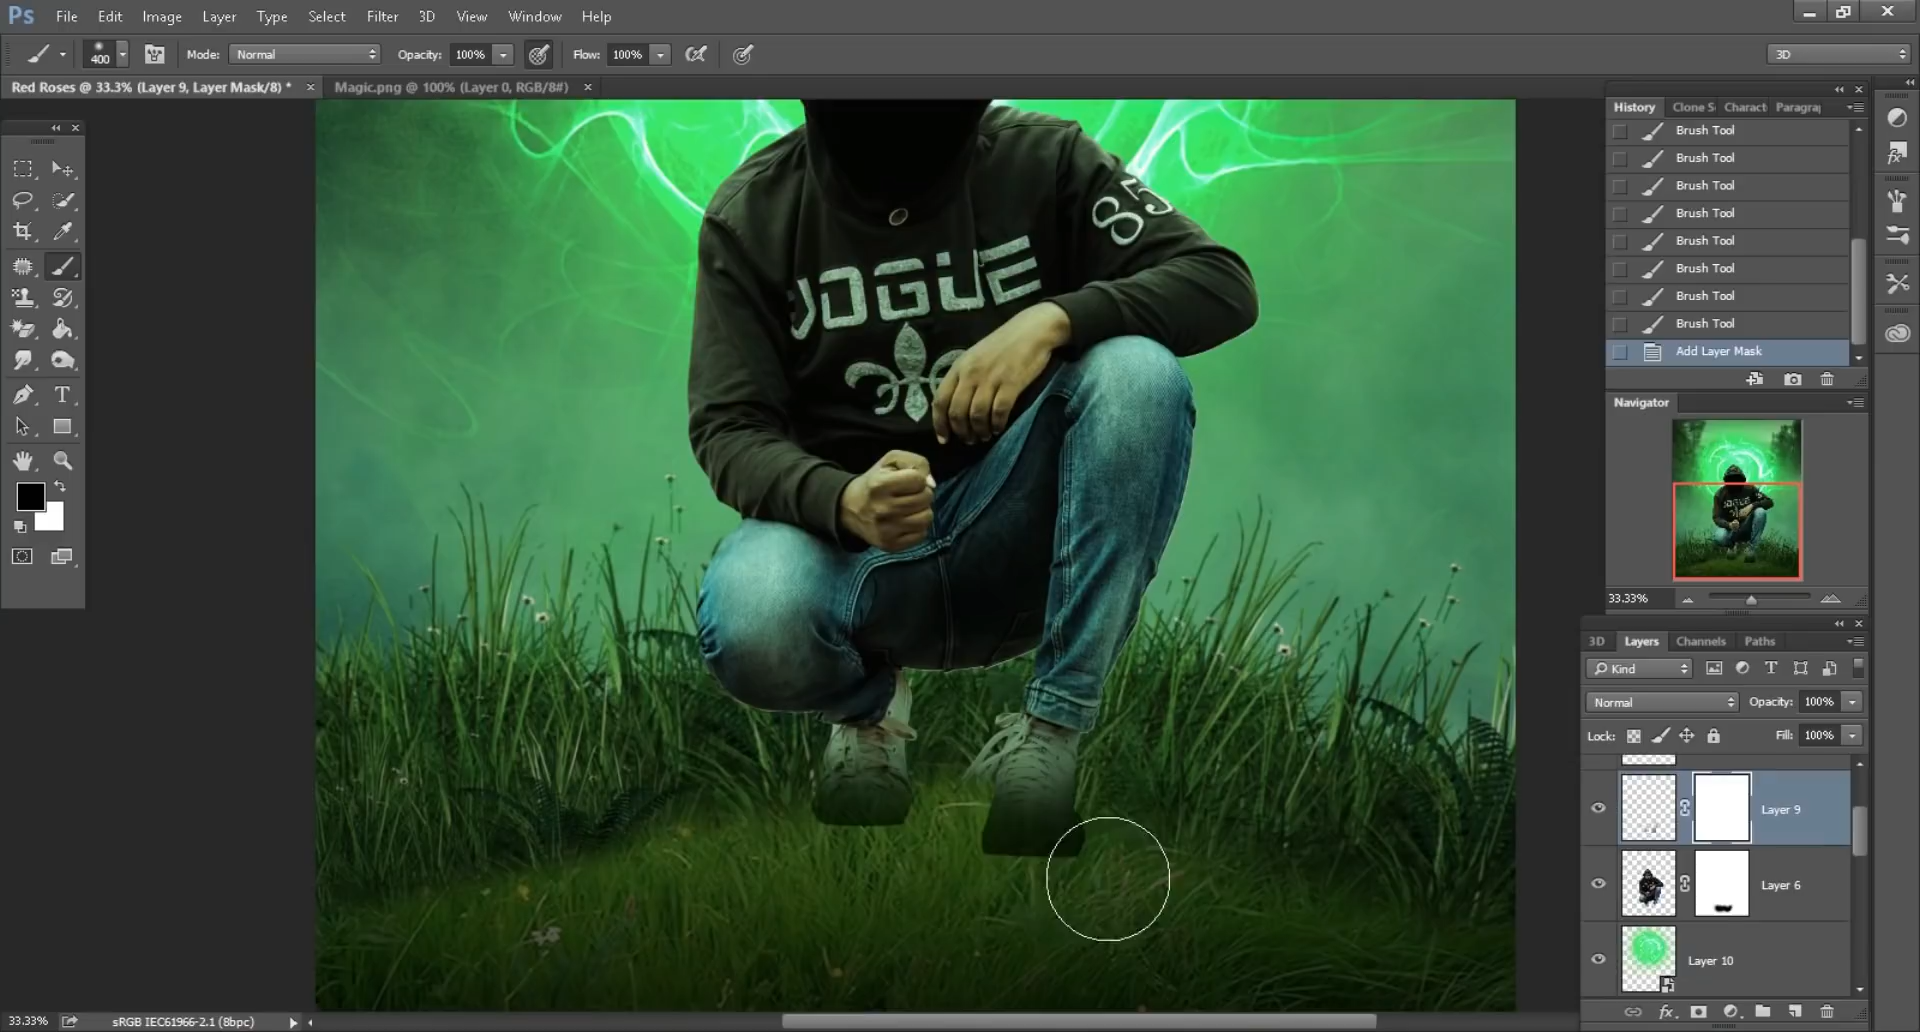 Ps File Edit Image Layer Type Select Filter 3D View Window Help
400 Mode: Normal Opacity: 100% Flow: 100% 3D
Red Roses @ 33.3% (Layer 9, Layer Mask/8) * × Magic.png @ 100% (Layer 0, RGB/8#) ×
History Clone S Charact Paragra
Brush Tool
Brush Tool
Brush Tool
Brush Tool
Brush Tool
Brush Tool
Brush Tool
Brush Tool
Add Layer Mask
Navigator
33.33%
85
VOGUE
3D Layers Channels Paths
Kind
Normal Opacity: 100%
Lock: Fill: 100%
Layer 9
Layer 6
Layer 10
33.33% sRGB IEC61966-2.1 (8bpc)